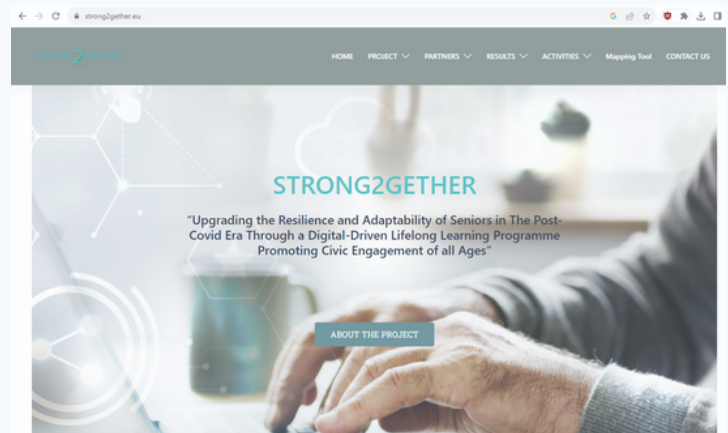 strong2gether.eu
STRONG2GETHER
HOME PROJECT PARTNERS RESULTS ACTIVITIES Mapping Tool CONTACT US
STRONG2GETHER
"Upgrading the Resilience and Adaptability of Seniors in The Post-
Covid Era Through a Digital-Driven Lifelong Learning Programme
Promoting Civic Engagement of all Ages"
ABOUT THE PROJECT